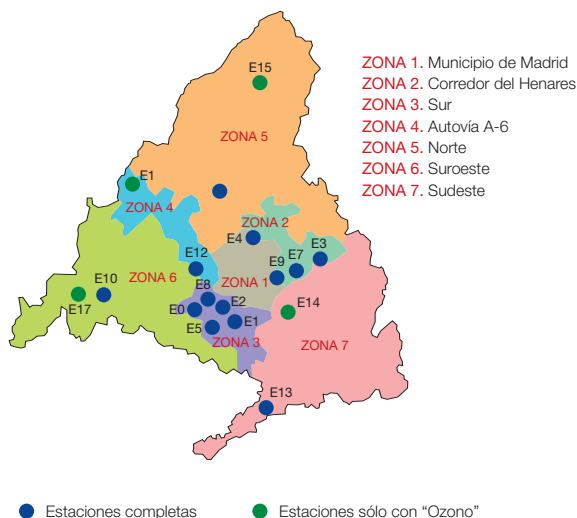 E15
ZONA 5
E1
ZONA 4
ZONA 2
E4
E3
E12
E9
E7
ZONA 6
ZONA 1
E10
E8
E17
E2
E14
E0
E1
E5
ZONA 3
ZONA 7
E13
ZONA 1. Municipio de Madrid
ZONA 2. Corredor del Henares
ZONA 3. Sur
ZONA 4. Autovía A-6
ZONA 5. Norte
ZONA 6. Suroeste
ZONA 7. Sudeste
Estaciones completas
Estaciones sólo con "Ozono"